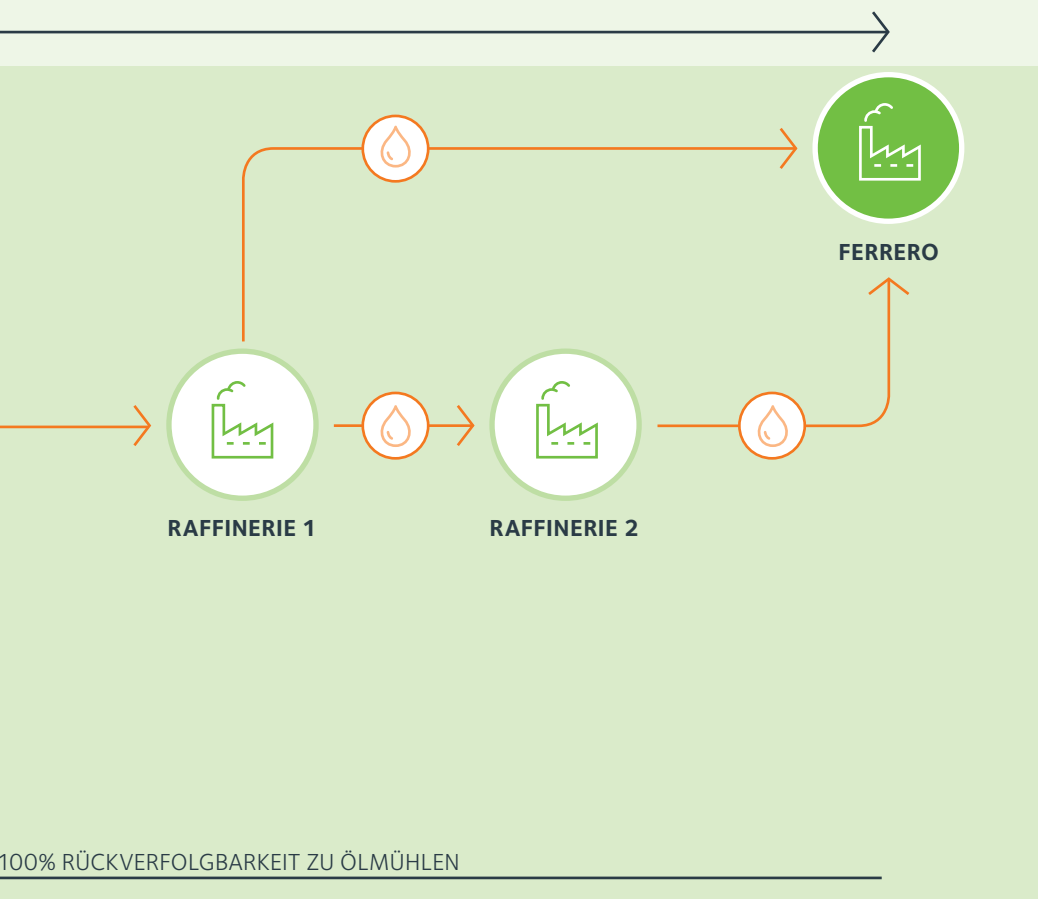 FERRERO
RAFFINERIE 1
RAFFINERIE 2
100% RÜCKVERFOLGBARKEIT ZU ÖLMÜHLEN